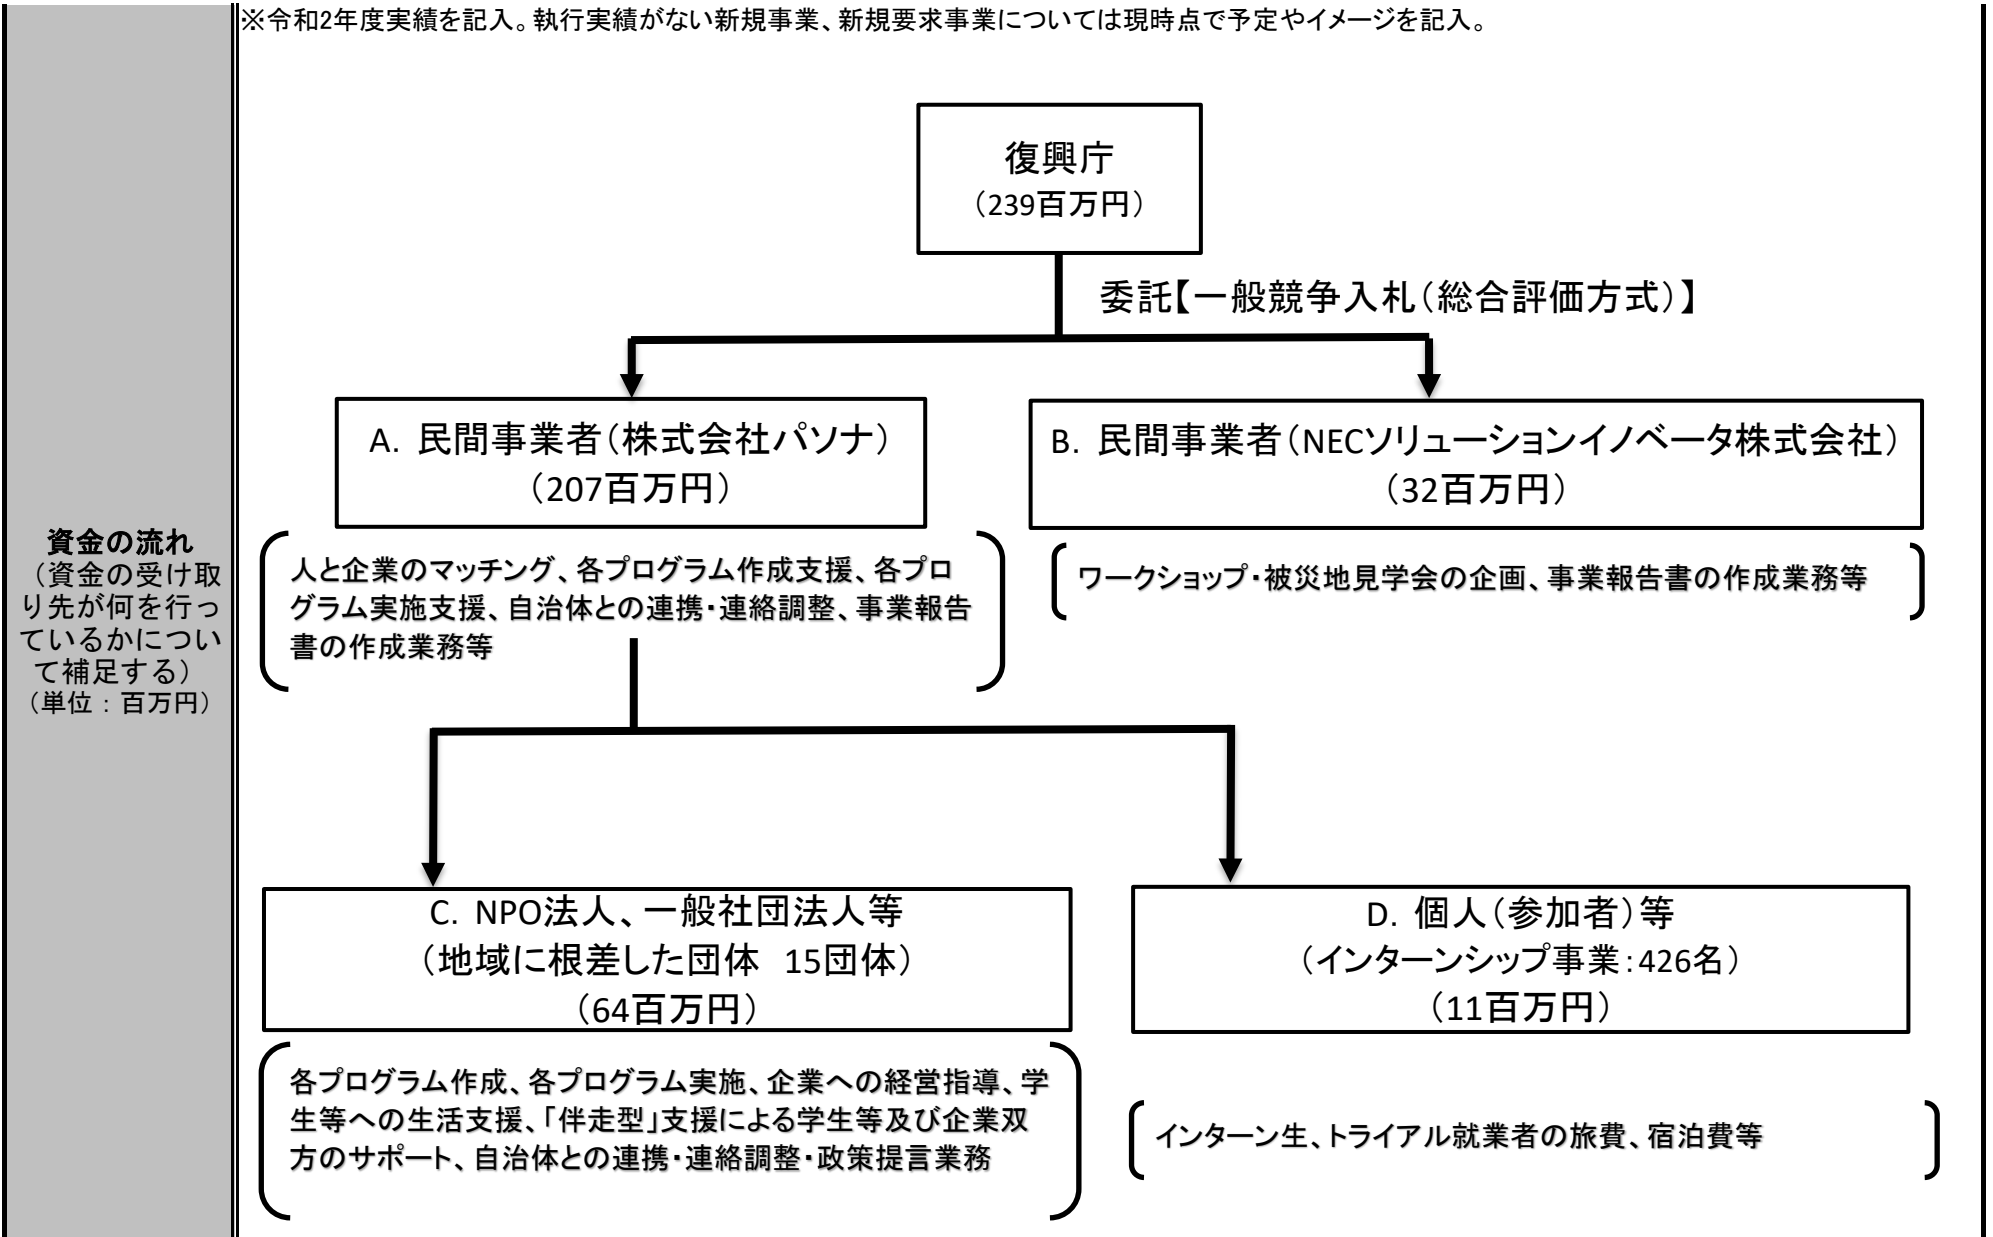 ※令和2年度実績を記入。執行実績がない新規事業、新規要求事業については現時点で予定やイメージを記入。
復興庁
（239百万円）
委託【一般競争入札（総合評価方式）】
A. 民間事業者（株式会社パソナ）
（207百万円）
B. 民間事業者（NECソリューションイノベータ株式会社）
（32百万円）
資金の流れ
（資金の受け取
り先が何を行っ
ているかについ
て補足する）
（単位：百万円）
人と企業のマッチング、各プログラム作成支援、各プロ
グラム実施支援、自治体との連携・連絡調整、事業報告
書の作成業務等
ワークショップ・被災地見学会の企画、事業報告書の作成業務等
C. NPO法人、一般社団法人等
（地域に根差した団体　15団体）
（64百万円）
D. 個人（参加者）等
（インターンシップ事業：426名）
（11百万円）
各プログラム作成、各プログラム実施、企業への経営指導、学
生等への生活支援、「伴走型」支援による学生等及び企業双
方のサポート、自治体との連携・連絡調整・政策提言業務
インターン生、トライアル就業者の旅費、宿泊費等